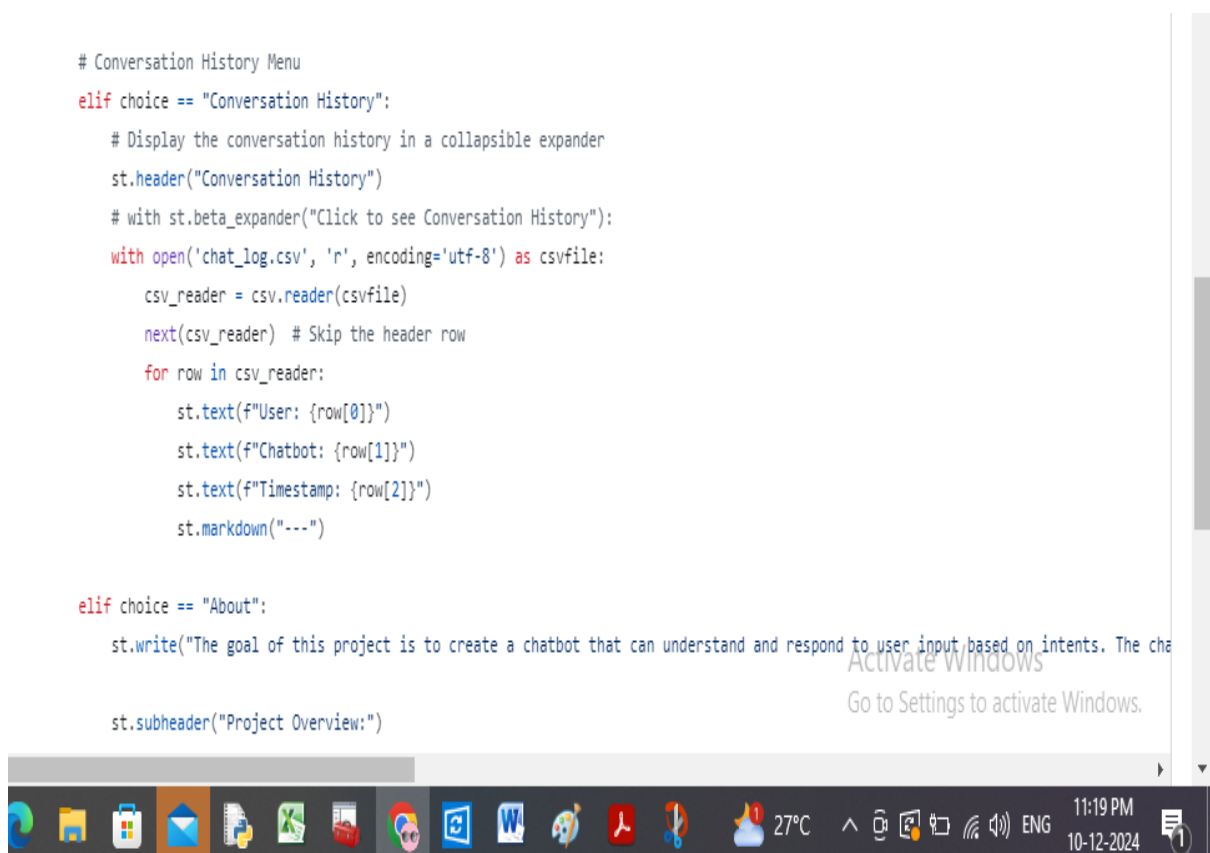 # Conversation History Menu
elif choice == "Conversation History":
# Display the conversation history in a collapsible expander
st.header("Conversation History")
# with st.beta_expander("Click to see Conversation History"):
with open('chat_log.csv', 'r', encoding='utf-8') as csvfile:
csv_reader = csv.reader(csvfile)
next(csv_reader)  # Skip the header row
for row in csv_reader:
st.text(f"User: {row[0]}")
st.text(f"Chatbot: {row[1]}")
st.text(f"Timestamp: {row[2]}")
st.markdown("---")
elif choice == "About":
st.write("The goal of this project is to create a chatbot that can understand and respond to user input based on intents. The cha
Activate Windows
Go to Settings to activate Windows.
st.subheader("Project Overview:")
27°C
ENG
11:19 PM
10-12-2024
1